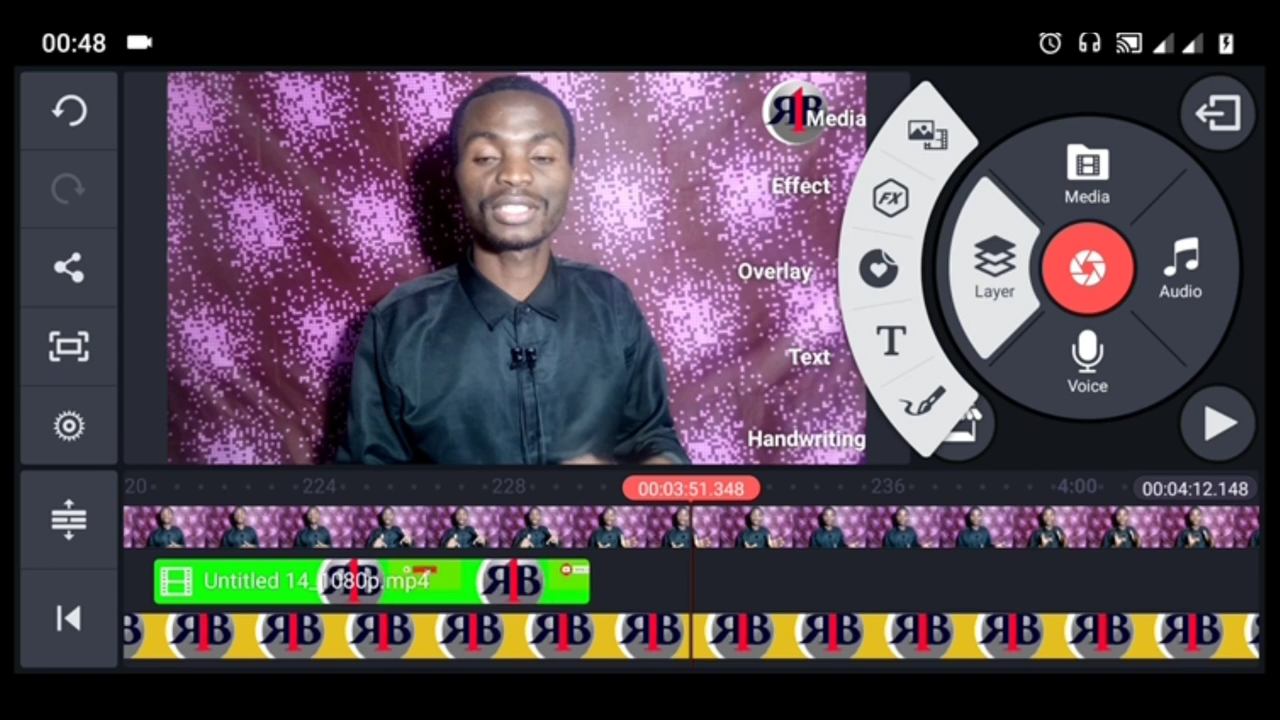 00:48
Media
Effect
Overlay
Text
Handwriting
FX
T
Media
Layer
Audio
Voice
20
224
228
00:03:51.348
236
4:00
00:04:12.148
Untitled 14_1080p.mp4